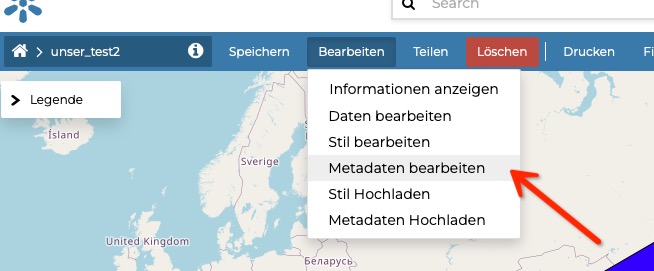 Search
unser_test2
Speichern
Bearbeiten
Teilen
Löschen
Drucken
Legende
Informationen anzeigen
Daten bearbeiten
Stil bearbeiten
Metadaten bearbeiten
Stil Hochladen
Metadaten Hochladen
Ísland
Sverige
United Kingdom
Беларусь